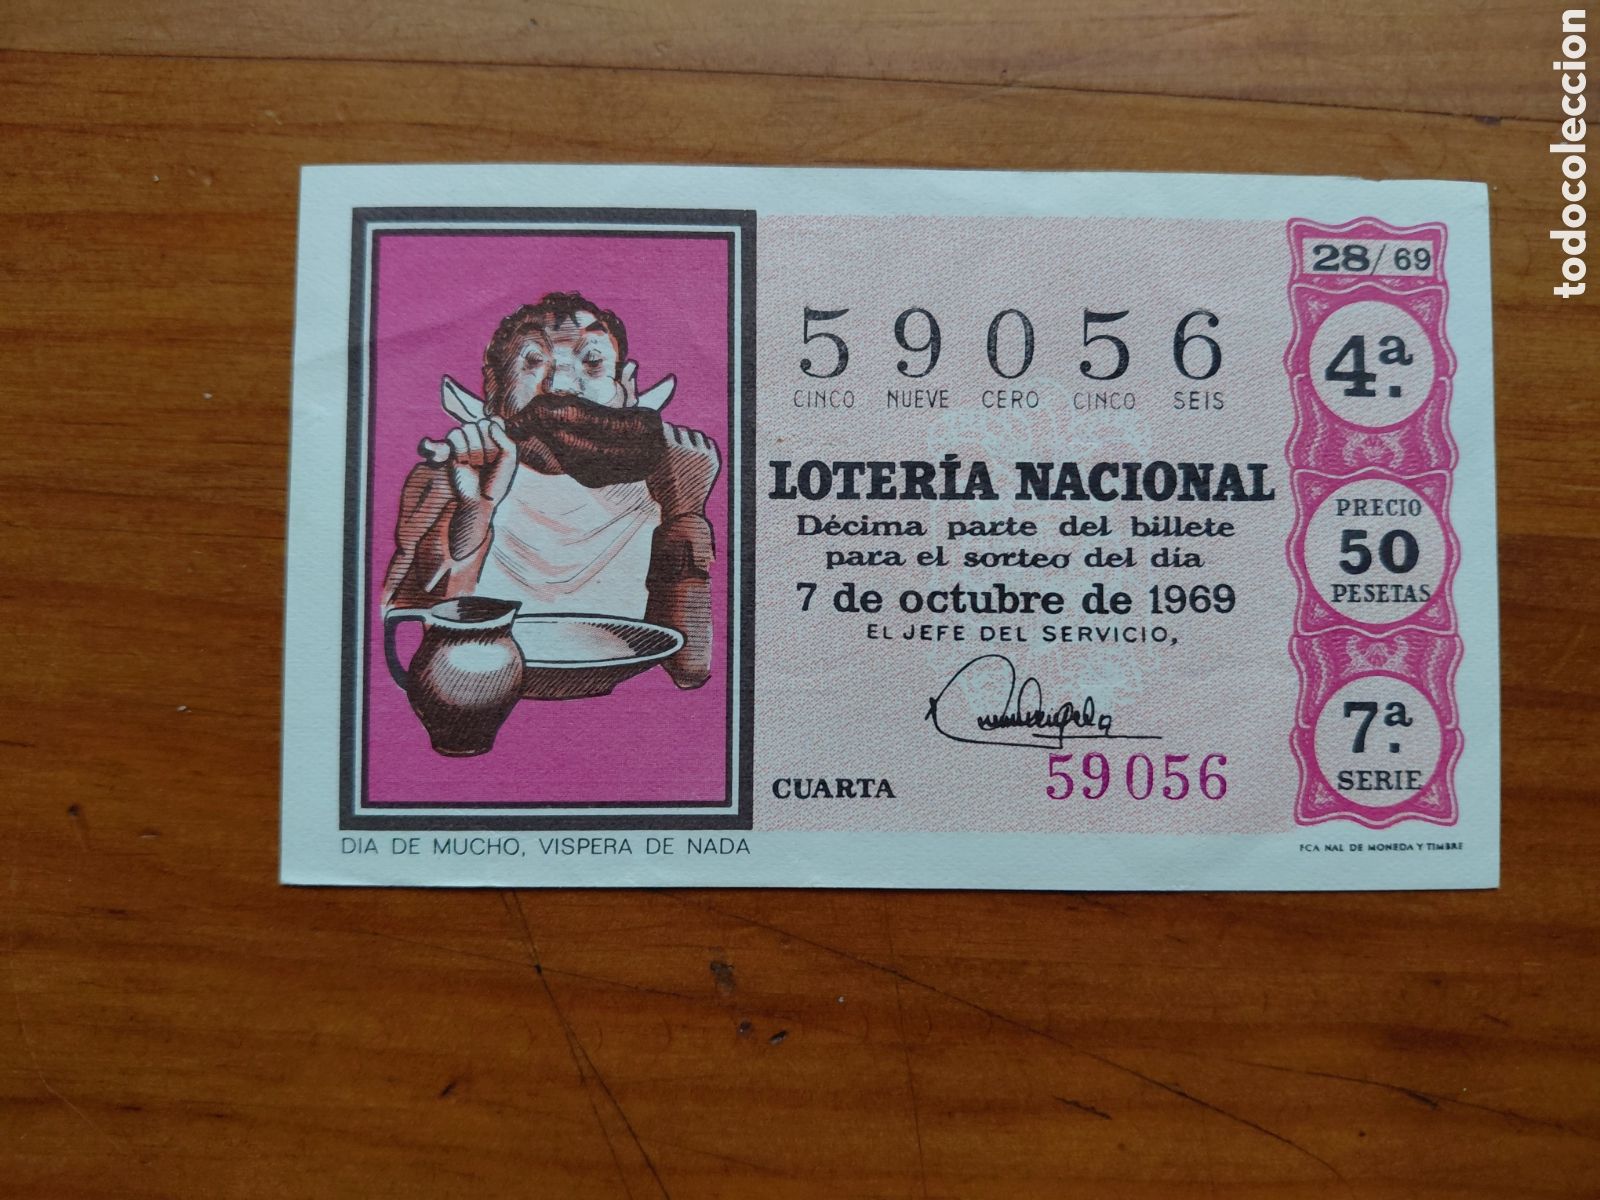 59056
CINCO NUEVE CERO CINCO SEIS
LOTERÍA NACIONAL
Décima parte del billete
para el sorteo del día
7 de octubre de 1969
EL JEFE DEL SERVICIO,
CUARTA
59056
DIA DE MUCHO, VISPERA DE NADA
28/69
4ª.
PRECIO
50
PESETAS
7ª.
SERIE
FCA NAL DE MONEDA Y TIMBRE
todocoleccion